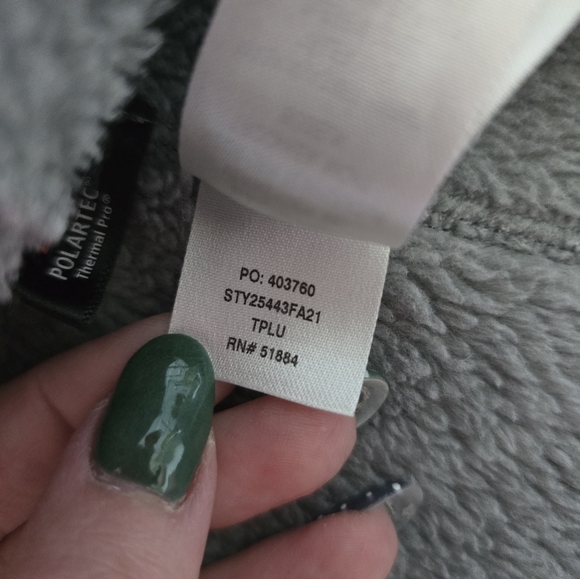 POLARTEC®
Thermal Pro®
PO: 403760
STY25443FA21
TPLU
RN# 51884